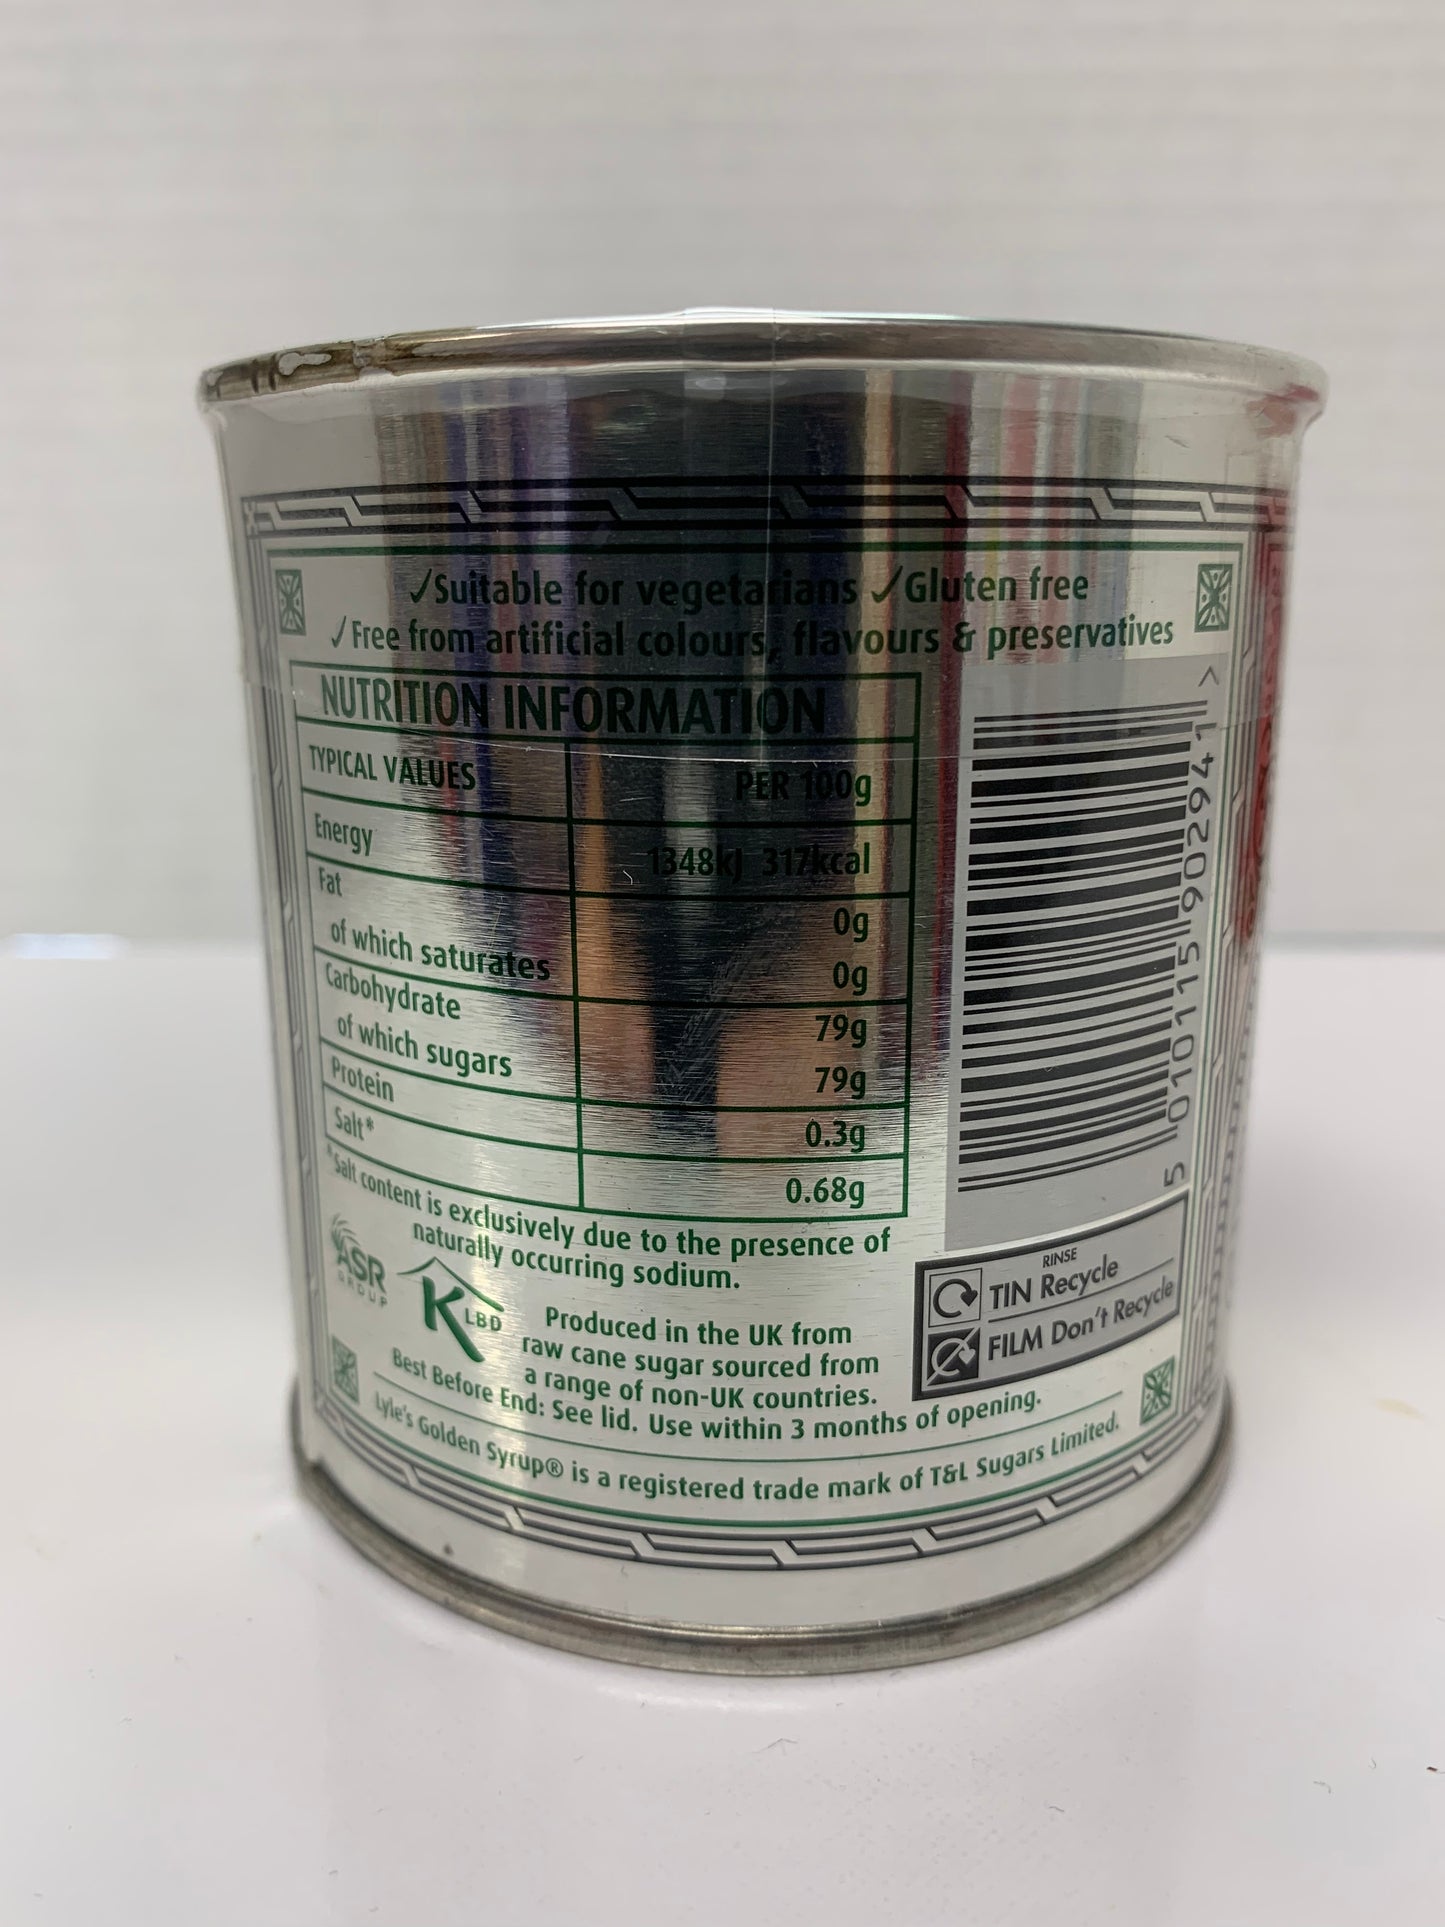 ✓Suitable for vegetarians ✓Gluten free
✓Free from artificial colours, flavours & preservatives
NUTRITION INFORMATION
TYPICAL VALUES PER 100g
Energy 1348kJ 317kcal
Fat 0g
of which saturates 0g
Carbohydrate 79g
of which sugars 79g
Protein 0.3g
Salt* 0.68g
*Salt content is exclusively due to the presence of
naturally occurring sodium.
ASR
GROUP
K LBD
Produced in the UK from
raw cane sugar sourced from
a range of non-UK countries.
Best Before End: See lid. Use within 3 months of opening.
Lyle's Golden Syrup® is a registered trade mark of T&L Sugars Limited.
5 010115 902941 >
RINSE
TIN Recycle
FILM Don't Recycle